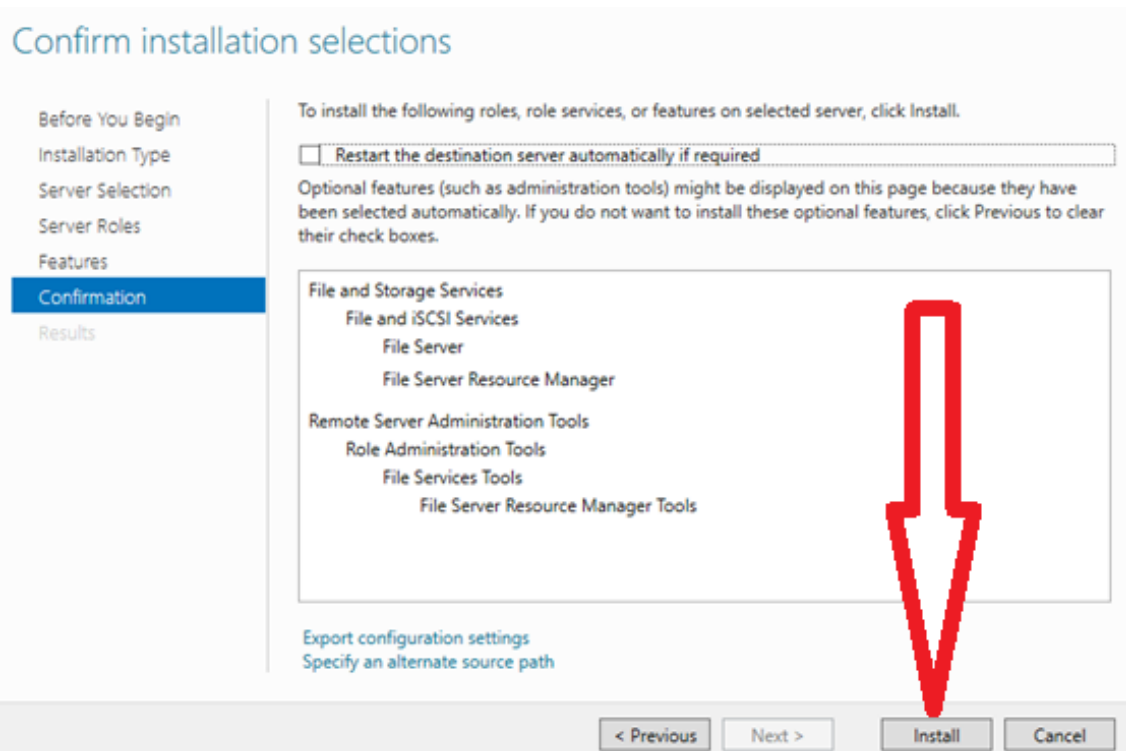 Confirm installation selections
Before You Begin
Installation Type
Server Selection
Server Roles
Features
Confirmation
Results
To install the following roles, role services, or features on selected server, click Install.
Restart the destination server automatically if required
Optional features (such as administration tools) might be displayed on this page because they have
been selected automatically. If you do not want to install these optional features, click Previous to clear
their check boxes.
File and Storage Services
File and iSCSI Services
File Server
File Server Resource Manager
Remote Server Administration Tools
Role Administration Tools
File Services Tools
File Server Resource Manager Tools
Export configuration settings
Specify an alternate source path
< Previous
Next >
Install
Cancel